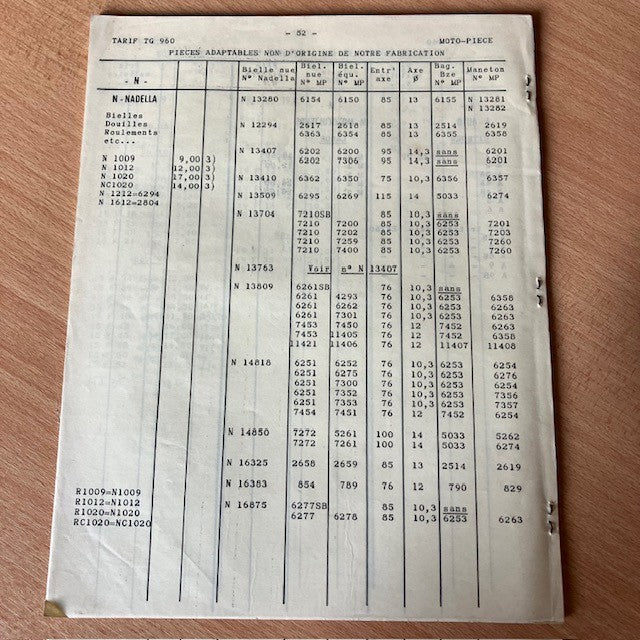 - 52 -
TARIF TG 960 MOTO-PIECE
PIECES ADAPTABLES NON D'ORIGINE DE NOTRE FABRICATION
- N - Bielle nue N° Nadella Biel. nue N° MP Biel. équ. N° MP Entr' axe Axe Ø Bag. Bze N° MP Maneton N° MP
N-NADELLA N 13280 6154 6150 85 13 6155 N 13281
N 13282
Bielles
Douilles N 12294 2617 2618 85 13 2514 2619
Roulements 6363 6354 85 13 6355 6358
etc...
N 13407 6202 6200 95 14,3 sans 6201
N 1009 9,00 3) 6202 7306 95 14,3 sans 6201
N 1012 12,00 3)
N 1020 17,00 3) N 13410 6362 6350 75 10,3 6356 6357
NC1020 14,00 3)
N 1212=6294 N 13509 6295 6269 115 14 5033 6274
N 1612=2804
N 13704 7210SB 85 10,3 sans
7210 7200 85 10,3 6253 7201
7210 7202 85 10,3 6253 7203
7210 7259 85 10,3 6253 7260
7210 7400 85 10,3 6253 7260
N 13763 Voir n° N 13407
N 13809 6261SB 76 10,3 sans
6261 4293 76 10,3 6253 6358
6261 6262 76 10,3 6253 6263
6261 7301 76 10,3 6253 6263
7453 7450 76 12 7452 6263
7453 11405 76 12 7452 6358
11421 11406 76 12 11407 11408
N 14818 6251 6252 76 10,3 6253 6254
6251 6275 76 10,3 6253 6276
6251 7300 76 10,3 6253 6254
6251 7352 76 10,3 6253 7356
6251 7353 76 10,3 6253 7357
7454 7451 76 12 7452 6254
N 14850 7272 5261 100 14 5033 5262
7272 7261 100 14 5033 6274
N 16325 2658 2659 85 13 2514 2619
N 16383 854 789 76 12 790 829
R1009=N1009
R1012=N1012 N 16875 6277SB 85 10,3 sans
R1020=N1020 6277 6278 85 10,3 6253 6263
RC1020=NC1020